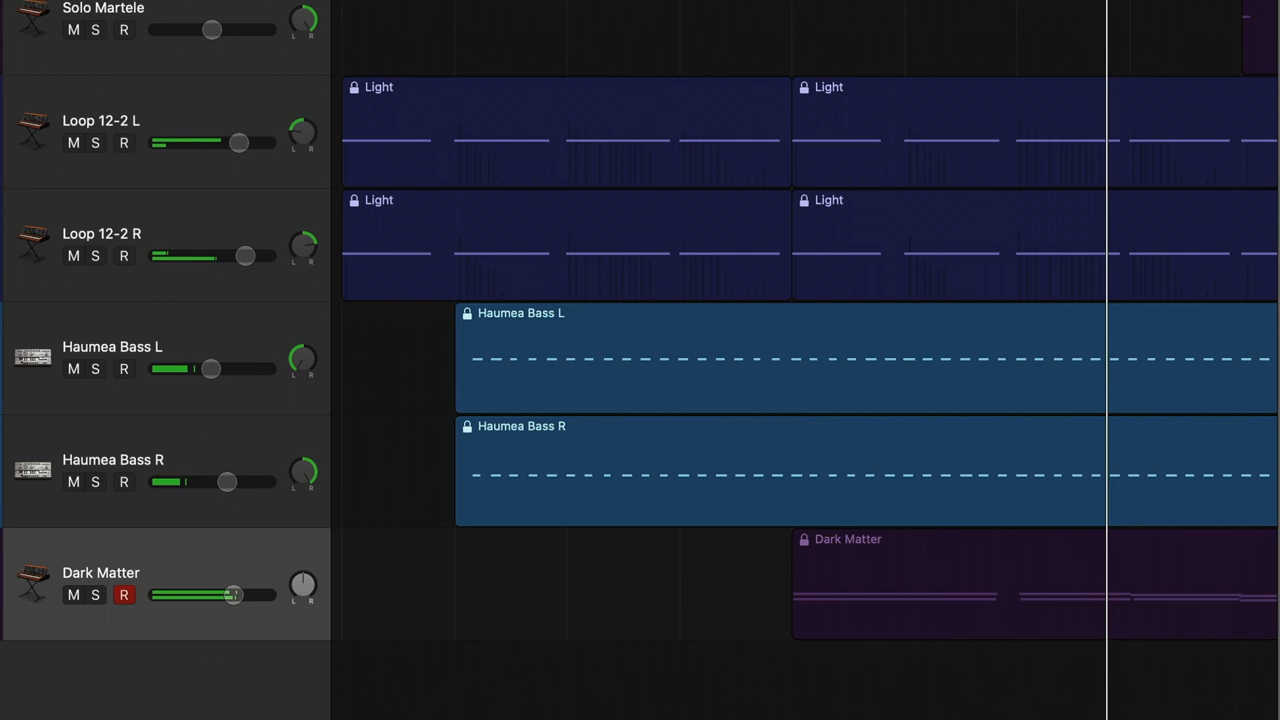 Solo Martele
M S R
L R
Light Light
Loop 12-2 L
M S R
L R
Light Light
Loop 12-2 R
M S R
L R
Haumea Bass L
Haumea Bass L
M S R
L R
Haumea Bass R
Haumea Bass R
M S R
L R
Dark Matter
Dark Matter
M S R
L R